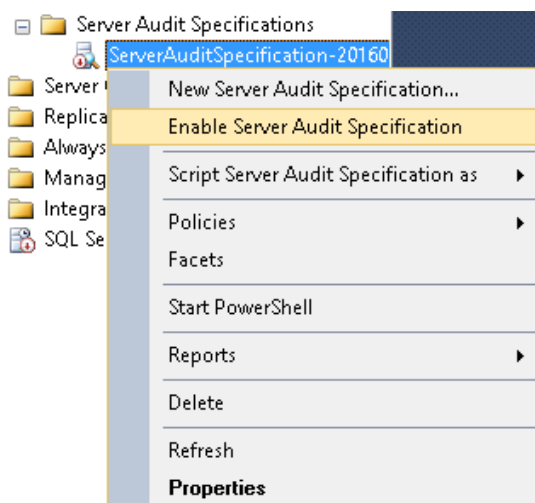 Server Audit Specifications
ServerAuditSpecification-20160
Server
New Server Audit Specification...
Replica
Enable Server Audit Specification
Always
Manag
Script Server Audit Specification as
Integra
Policies
SQL Se
Facets
Start PowerShell
Reports
Delete
Refresh
Properties